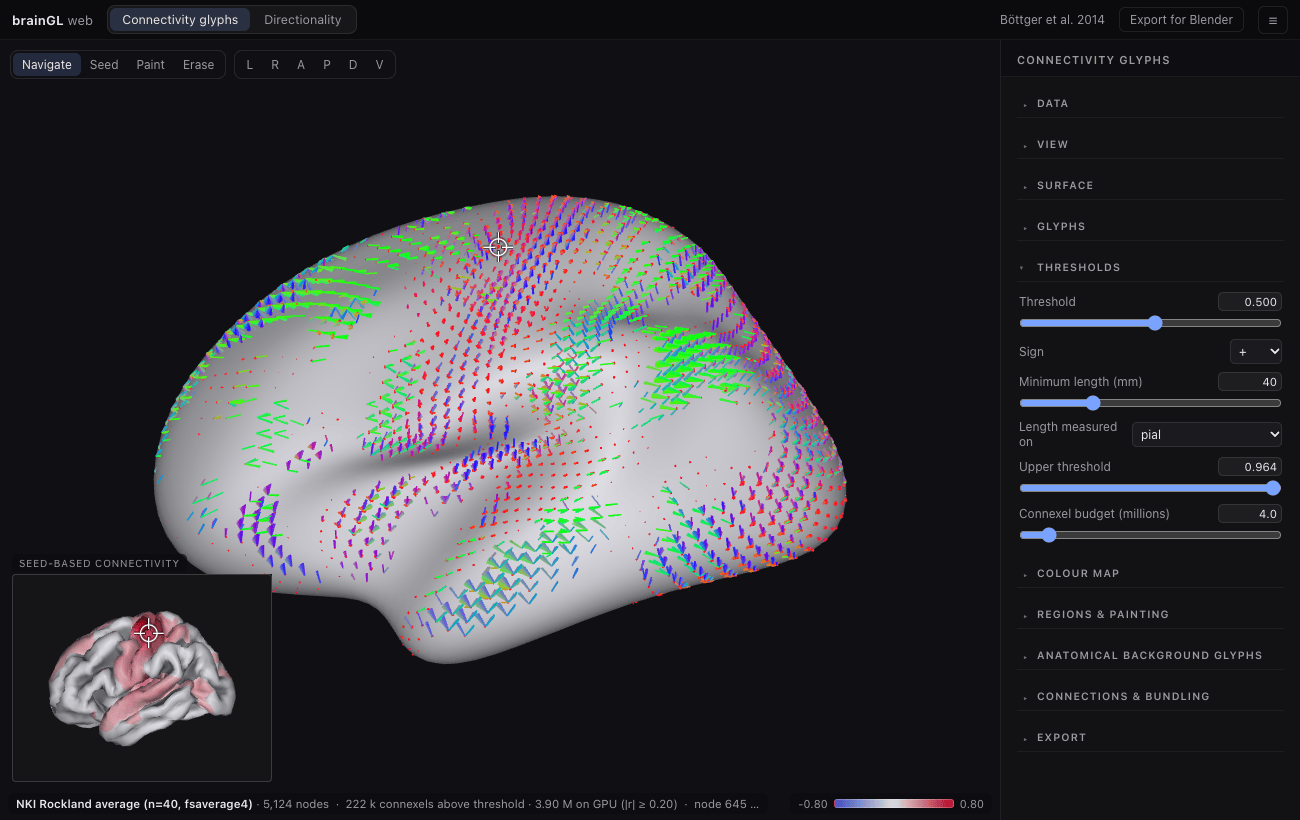 brainGL web
Connectivity glyphs
Directionality
Böttger et al. 2014
Export for Blender
≡
Navigate Seed Paint Erase
L R A P D V
CONNECTIVITY GLYPHS
DATA
VIEW
SURFACE
GLYPHS
THRESHOLDS
Threshold 0.500
Sign +
Minimum length (mm) 40
Length measured
on pial
Upper threshold 0.964
Connexel budget (millions) 4.0
COLOUR MAP
REGIONS & PAINTING
ANATOMICAL BACKGROUND GLYPHS
CONNECTIONS & BUNDLING
EXPORT
SEED-BASED CONNECTIVITY
NKI Rockland average (n=40, fsaverage4) · 5,124 nodes · 222 k connexels above threshold · 3.90 M on GPU (|r| ≥ 0.20) · node 645 ...
-0.80 0.80